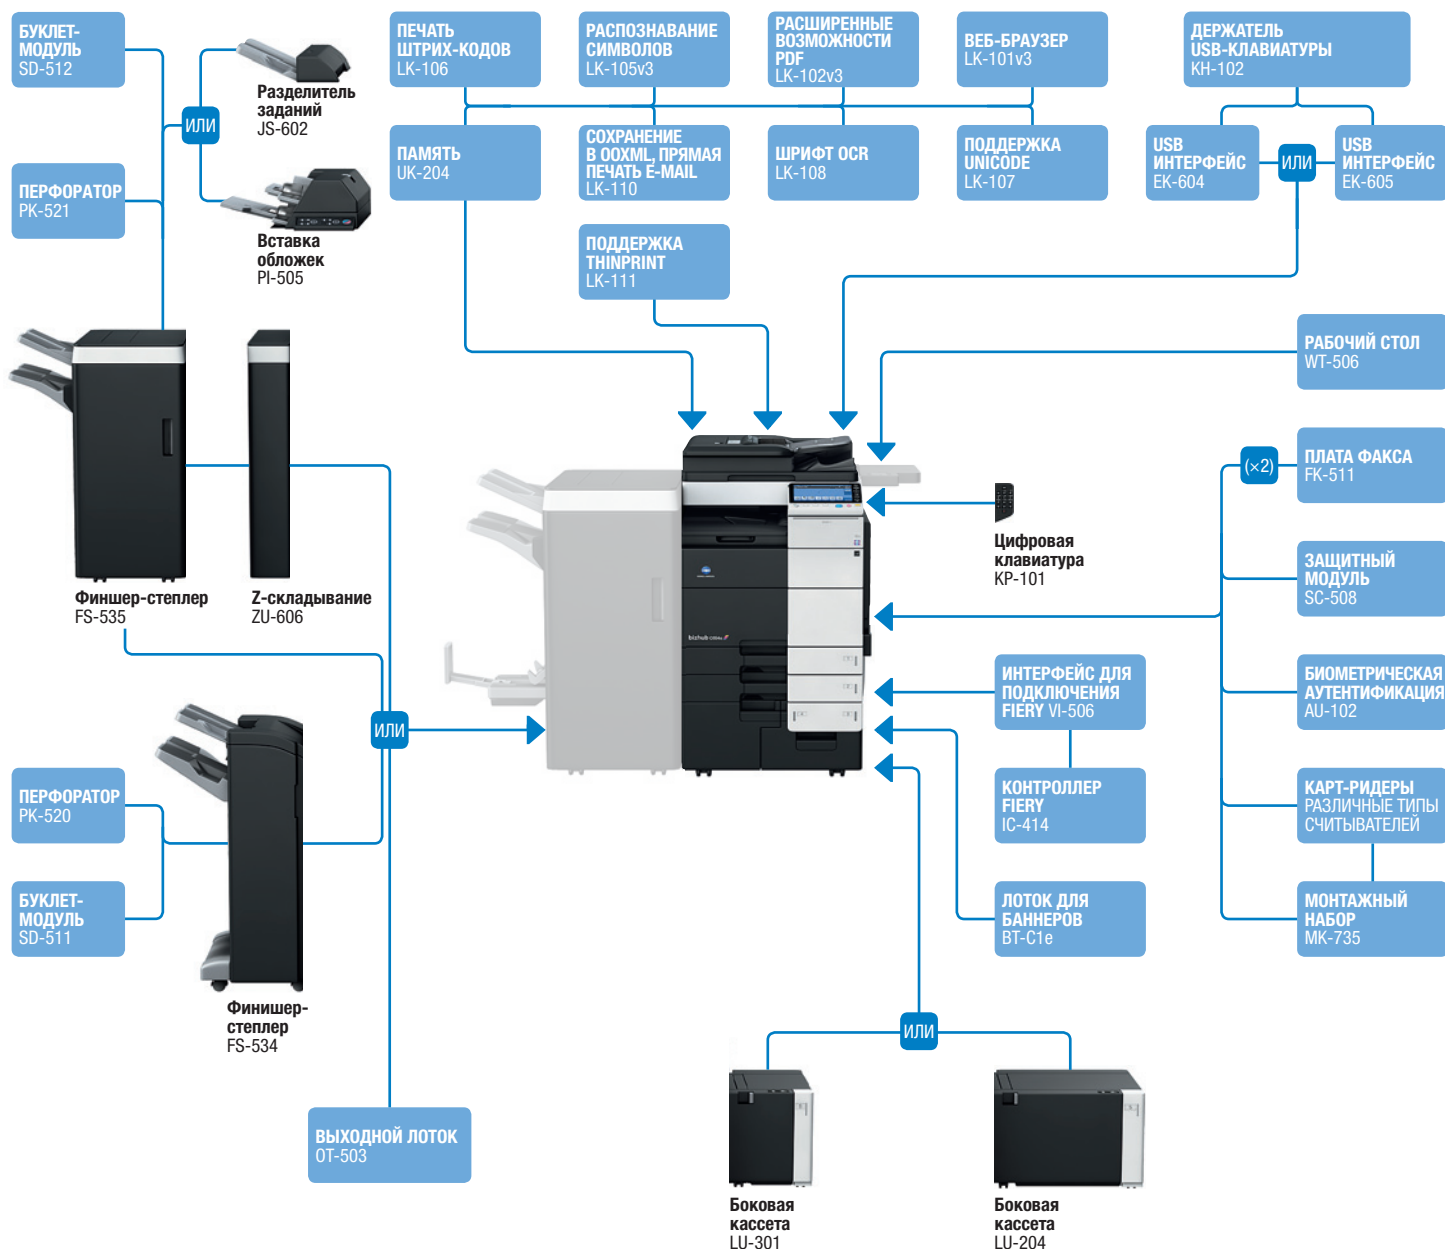 БУКЛЕТ-
МОДУЛЬ
SD-512
Разделитель
заданий
JS-602
ИЛИ
ПЕРФОРАТОР
PK-521
Вставка
обложек
PI-505
ПЕЧАТЬ
ШТРИХ-КОДОВ
LK-106
РАСПОЗНАВАНИЕ
СИМВОЛОВ
LK-105v3
РАСШИРЕННЫЕ
ВОЗМОЖНОСТИ
PDF
LK-102v3
ВЕБ-БРАУЗЕР
LK-101v3
ДЕРЖАТЕЛЬ
USB-КЛАВИАТУРЫ
KH-102
ПАМЯТЬ
UK-204
СОХРАНЕНИЕ
В OOXML, ПРЯМАЯ
ПЕЧАТЬ E-MAIL
LK-110
ШРИФТ OCR
LK-108
ПОДДЕРЖКА
UNICODE
LK-107
USB
ИНТЕРФЕЙС
EK-604
ИЛИ
USB
ИНТЕРФЕЙС
EK-605
ПОДДЕРЖКА
THINPRINT
LK-111
РАБОЧИЙ СТОЛ
WT-506
(×2)
ПЛАТА ФАКСА
FK-511
Цифровая
клавиатура
KP-101
ЗАЩИТНЫЙ
МОДУЛЬ
SC-508
Финшер-степлер
FS-535
Z-складывание
ZU-606
bizhub
ИНТЕРФЕЙС ДЛЯ
ПОДКЛЮЧЕНИЯ
FIERY VI-506
БИОМЕТРИЧЕСКАЯ
АУТЕНТИФИКАЦИЯ
AU-102
ИЛИ
ПЕРФОРАТОР
PK-520
КОНТРОЛЛЕР
FIERY
IC-414
КАРТ-РИДЕРЫ
РАЗЛИЧНЫЕ ТИПЫ
СЧИТЫВАТЕЛЕЙ
БУКЛЕТ-
МОДУЛЬ
SD-511
ЛОТОК ДЛЯ
БАННЕРОВ
BT-C1e
МОНТАЖНЫЙ
НАБОР
MK-735
Финишер-
степлер
FS-534
ИЛИ
ВЫХОДНОЙ ЛОТОК
OT-503
Боковая
кассета
LU-301
Боковая
кассета
LU-204